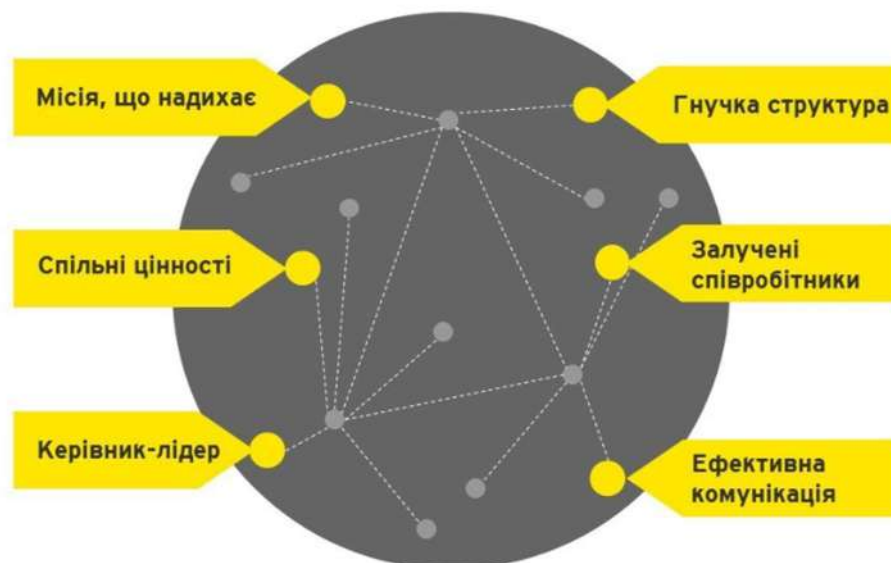 Місія, що надихає
Гнучка структура
Спільні цінності
Залучені
співробітники
Керівник-лідер
Ефективна
комунікація